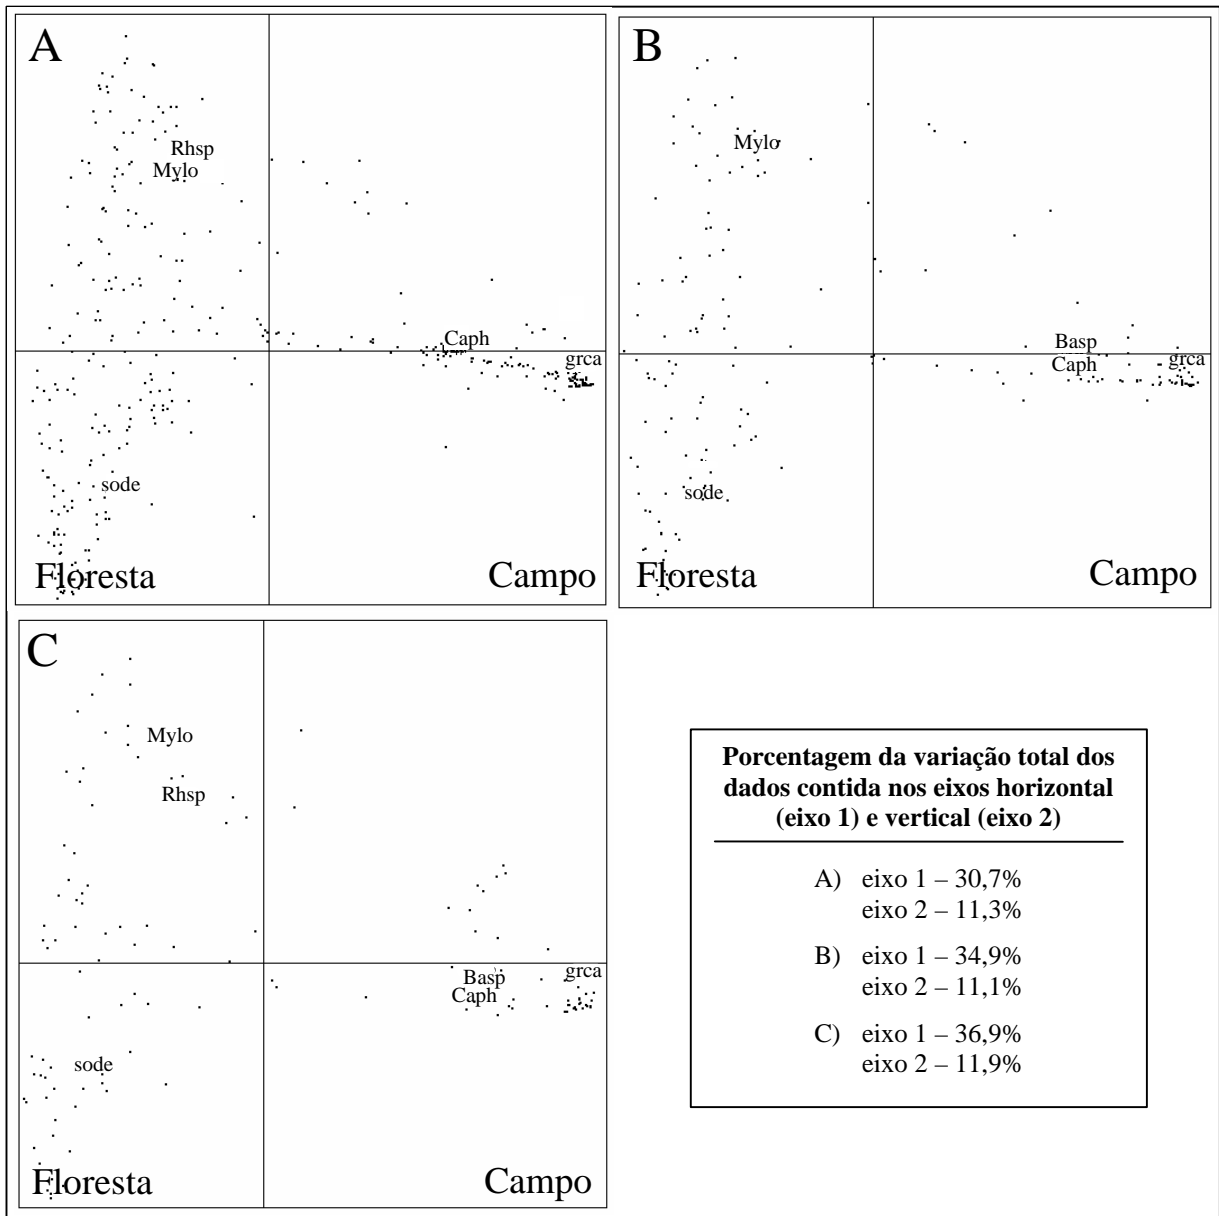 A
Rhsp
Mylo
Caph
grca
sode
Floresta
Campo
B
Mylo
Basp
Caph
grca
sode
Floresta
Campo
C
Mylo
Rhsp
Basp
grca
Caph
sode
Floresta
Campo
Porcentagem da variação total dos
dados contida nos eixos horizontal
(eixo 1) e vertical (eixo 2)
A) eixo 1 – 30,7%
eixo 2 – 11,3%
B) eixo 1 – 34,9%
eixo 2 – 11,1%
C) eixo 1 – 36,9%
eixo 2 – 11,9%